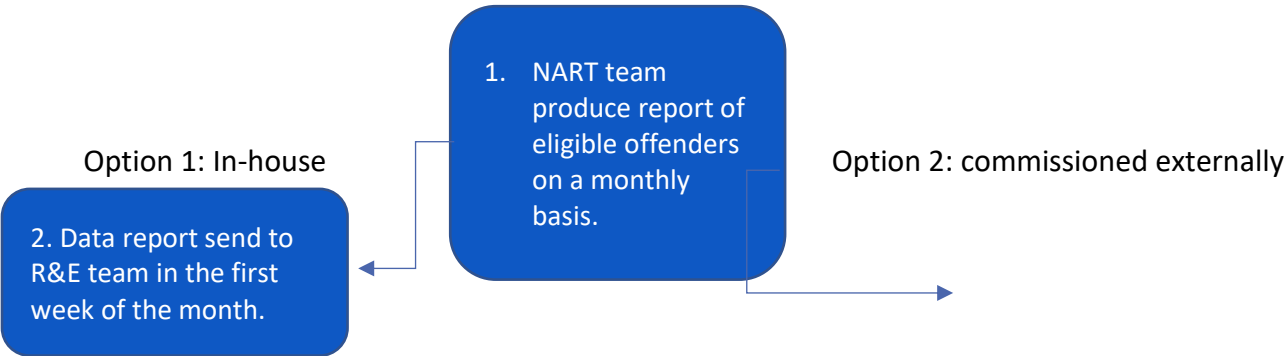 1. NART team
produce report of
eligible offenders
on a monthly
basis.
Option 1: In-house
Option 2: commissioned externally
2. Data report send to
R&E team in the first
week of the month.